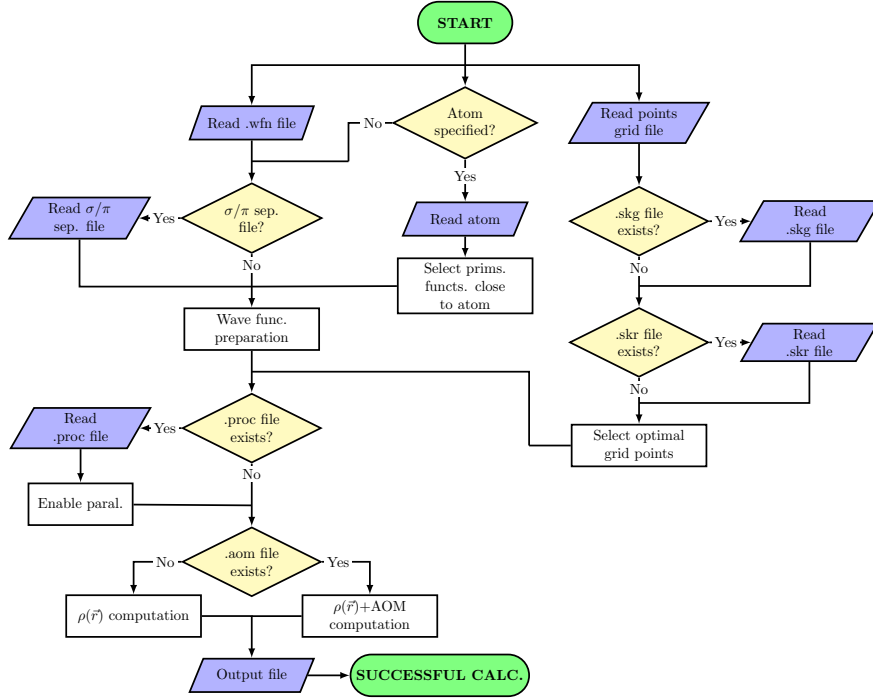 START
Read .wfn file
Atom
specified?
Read points
grid file
No
Yes
Read σ/π
sep. file
Yes
σ/π sep.
file?
Read atom
.skg file
exists?
Yes
Read
.skg file
No
Select prims.
functs. close
to atom
No
Wave func.
preparation
.skr file
exists?
Yes
Read
.skr file
No
Read
.proc file
Yes
.proc file
exists?
Select optimal
grid points
No
Enable paral.
No
.aom file
exists?
Yes
ρ(r⃗) computation
ρ(r⃗)+AOM
computation
Output file
SUCCESSFUL CALC.